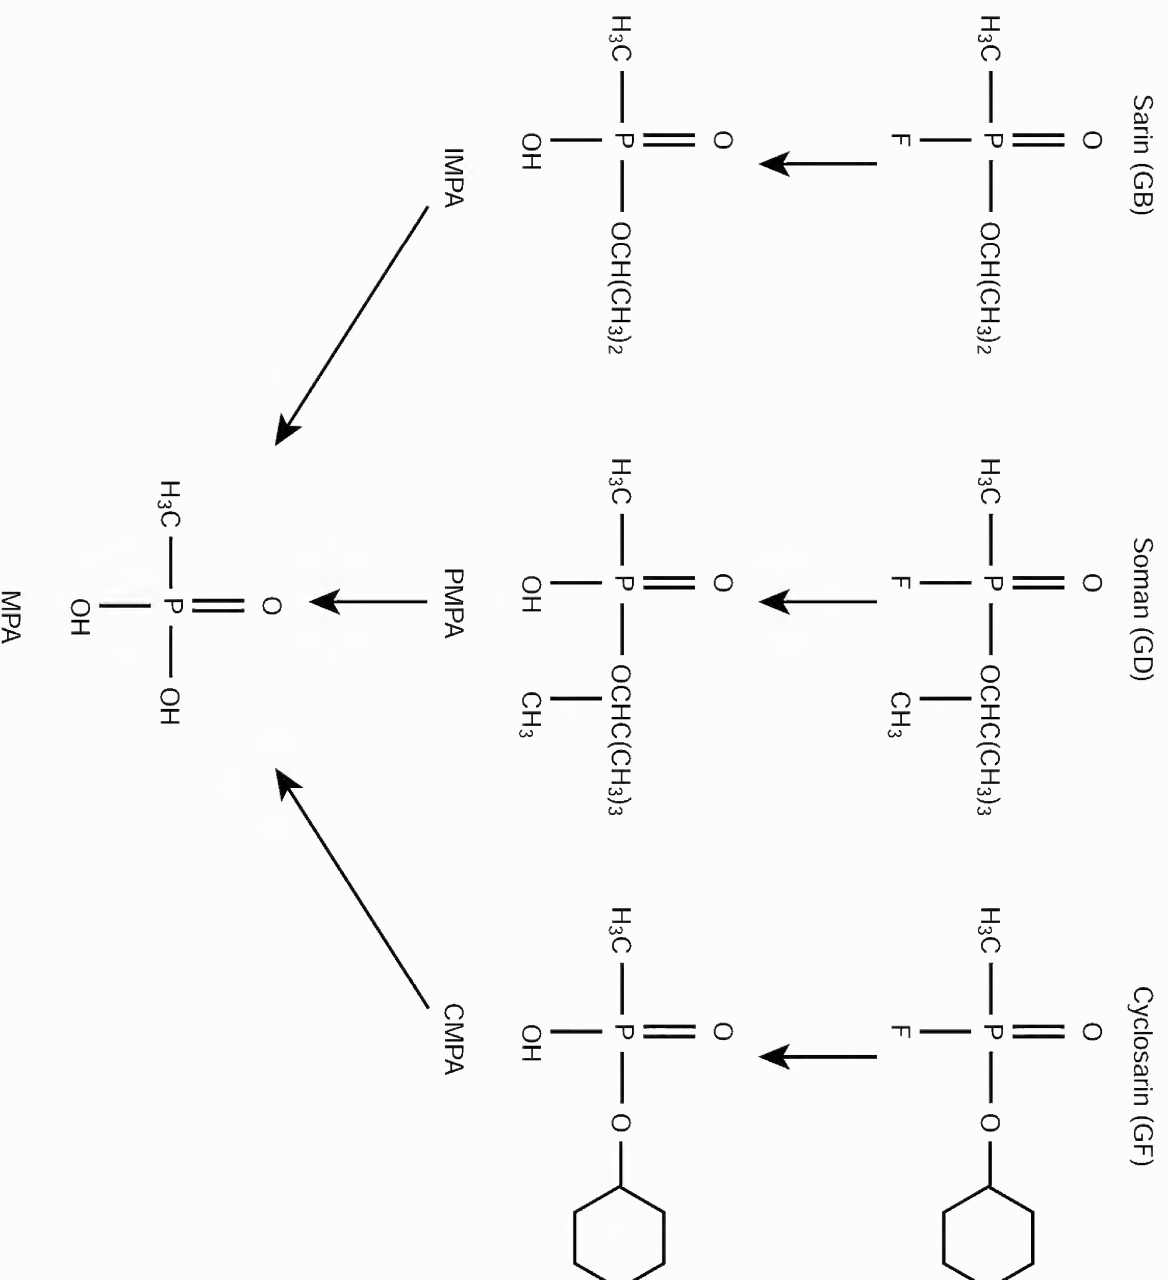 Sarin (GB) Soman (GD) Cyclosarin (GF)
O O O
H₃C P OCH(CH₃)₂ H₃C P OCHC(CH₃)₃ H₃C P O
F F CH₃ F
O O O
H₃C P OCH(CH₃)₂ H₃C P OCHC(CH₃)₃ H₃C P O
OH OH CH₃ OH
IMPA PMPA CMPA
O
H₃C P OH
OH
MPA